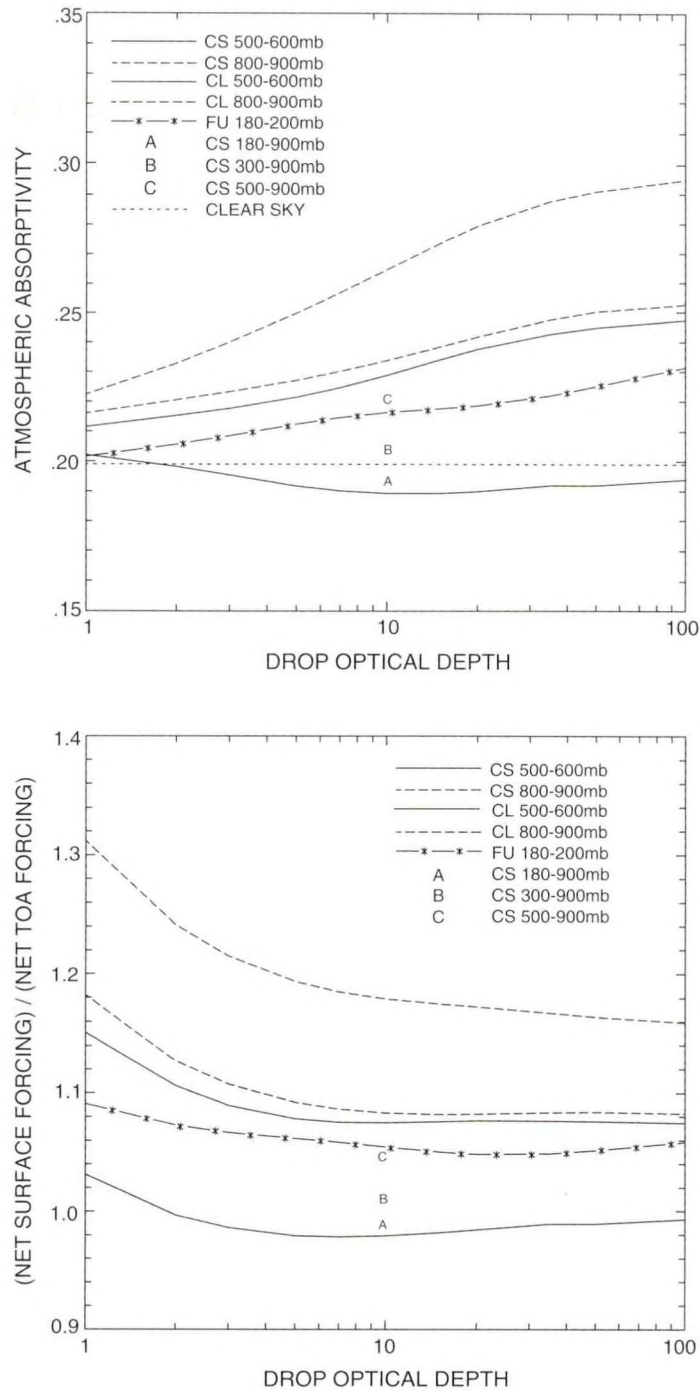 .35
CS 500-600mb
CS 800-900mb
CL 500-600mb
CL 800-900mb
FU 180-200mb
A CS 180-900mb
B CS 300-900mb
C CS 500-900mb
CLEAR SKY
.30
.25
.20
.15
ATMOSPHERIC ABSORPTIVITY
C
B
A
1
10
100
DROP OPTICAL DEPTH
1.4
CS 500-600mb
CS 800-900mb
CL 500-600mb
CL 800-900mb
FU 180-200mb
A CS 180-900mb
B CS 300-900mb
C CS 500-900mb
1.3
1.2
1.1
1.0
0.9
(NET SURFACE FORCING) / (NET TOA FORCING)
C
B
A
1
10
100
DROP OPTICAL DEPTH